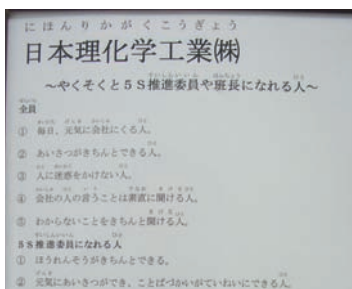 にほんりかがくこうぎょう
日本理化学工業㈱
～やくそくと5S推進委員や班長になれる人～
全員
① 毎日、元気に会社にくる人。
② あいさつがきちんとできる人。
③ 人に迷惑をかけない人。
④ 会社の人の言うことは素直に聞ける人。
⑤ わからないことをきちんと聞ける人。
5S推進委員になれる人
① ほうれんそうがきちんとできる。
② 元気にあいさつができ、ことばづかいがていねいにできる人。